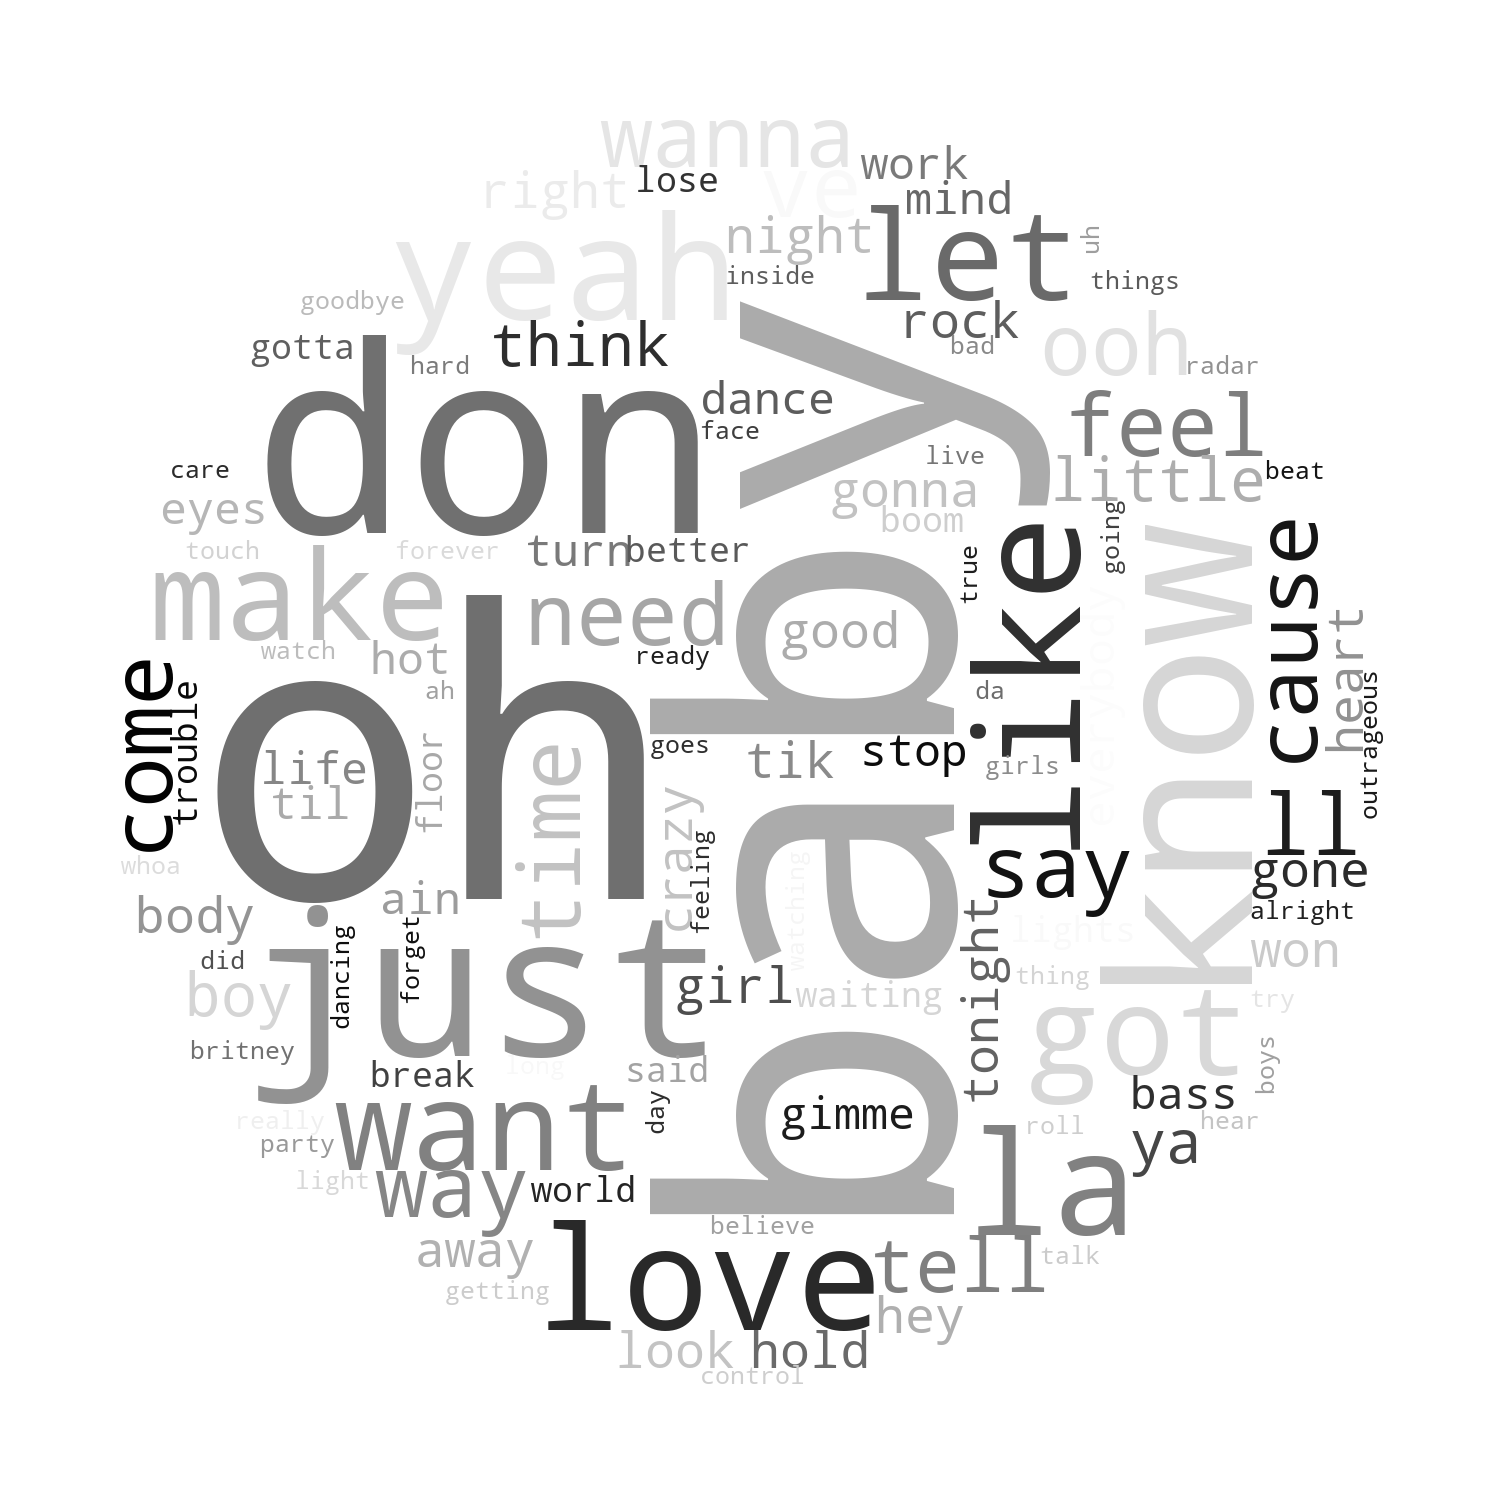 wanna
work
lose
right
ve
mind
yeah
night
let
uh
inside
things
goodbye
rock
ooh
gotta
think
bad
hard
radar
don
dance
feel
face
baby
live
little
care
beat
eyes
gonna
boom
touch
forever
turn
better
going
true
like
know
cause
make
need
good
everybody
heart
watch
hot
ready
come
trouble
oh
ah
da
outrageous
goes
tik
stop
girls
life
til
floor
time
crazy
ll
say
whoa
feeling
gone
body
ain
watching
alright
did
dancing
forget
just
tonight
lights
won
boy
girl
waiting
thing
got
try
britney
long
said
break
boys
bass
want
day
gimme
really
roll
hear
party
la
ya
light
way
world
believe
away
love
tell
talk
getting
hey
look
hold
control